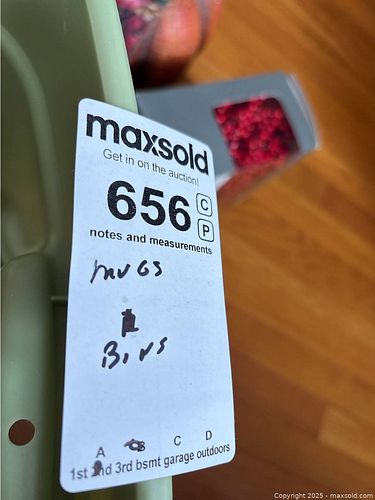 maxsold
Get in on the auction!
656 C
P
notes and measurements
mugs
Bins
A B C D
1st 2nd 3rd bsmt garage outdoors
Copyright 2025 - maxsold.com